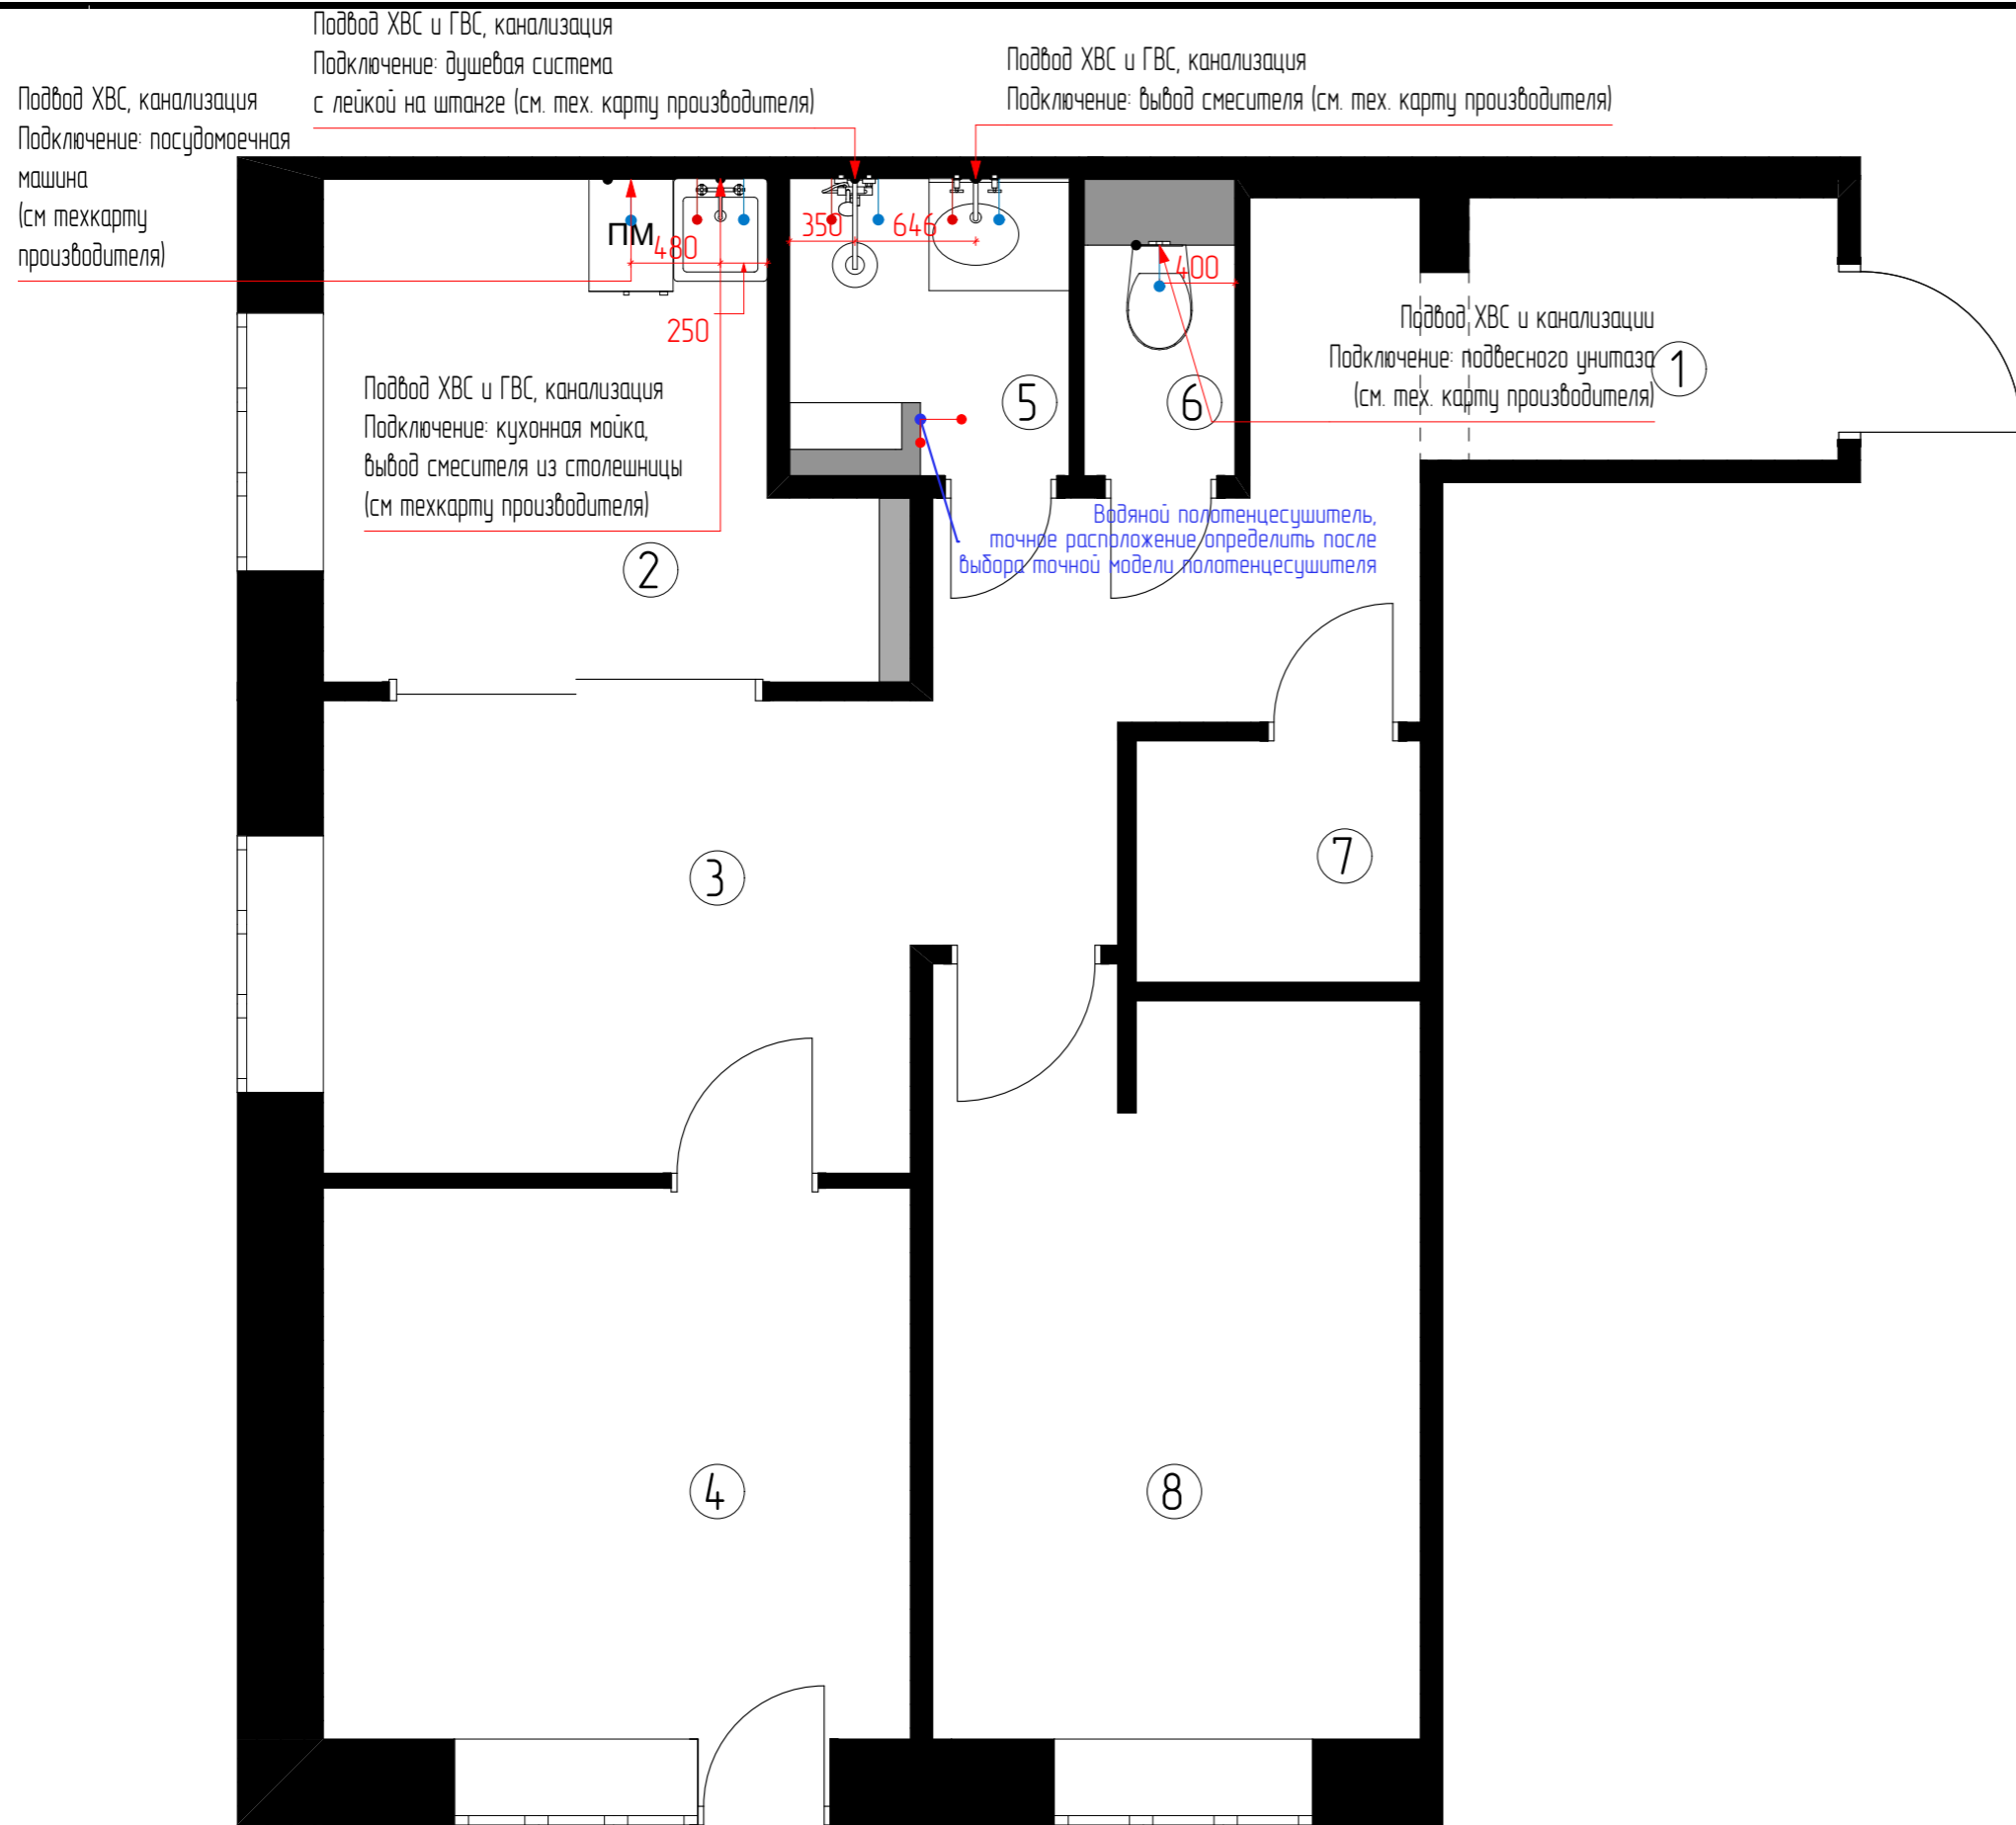 Подвод ХВС и ГВС, канализация
Подключение: душевая система
с лейкой на штанге (см. тех. карту производителя)
Подвод ХВС и ГВС, канализация
Подключение: вывод смесителя (см. тех. карту производителя)
Подвод ХВС, канализация
Подключение: посудомоечная
машина
(см техкарту
производителя)
ПМ
480
350
646
400
250
Подвод ХВС и канализации
Подключение: подвесного унитаза
(см. тех. карту производителя)
1
Подвод ХВС и ГВС, канализация
Подключение: кухонная мойка,
вывод смесителя из столешницы
(см техкарту производителя)
5
6
Водяной полотенцесушитель,
точное расположение определить после
выбора точной модели полотенцесушителя
2
3
7
4
8